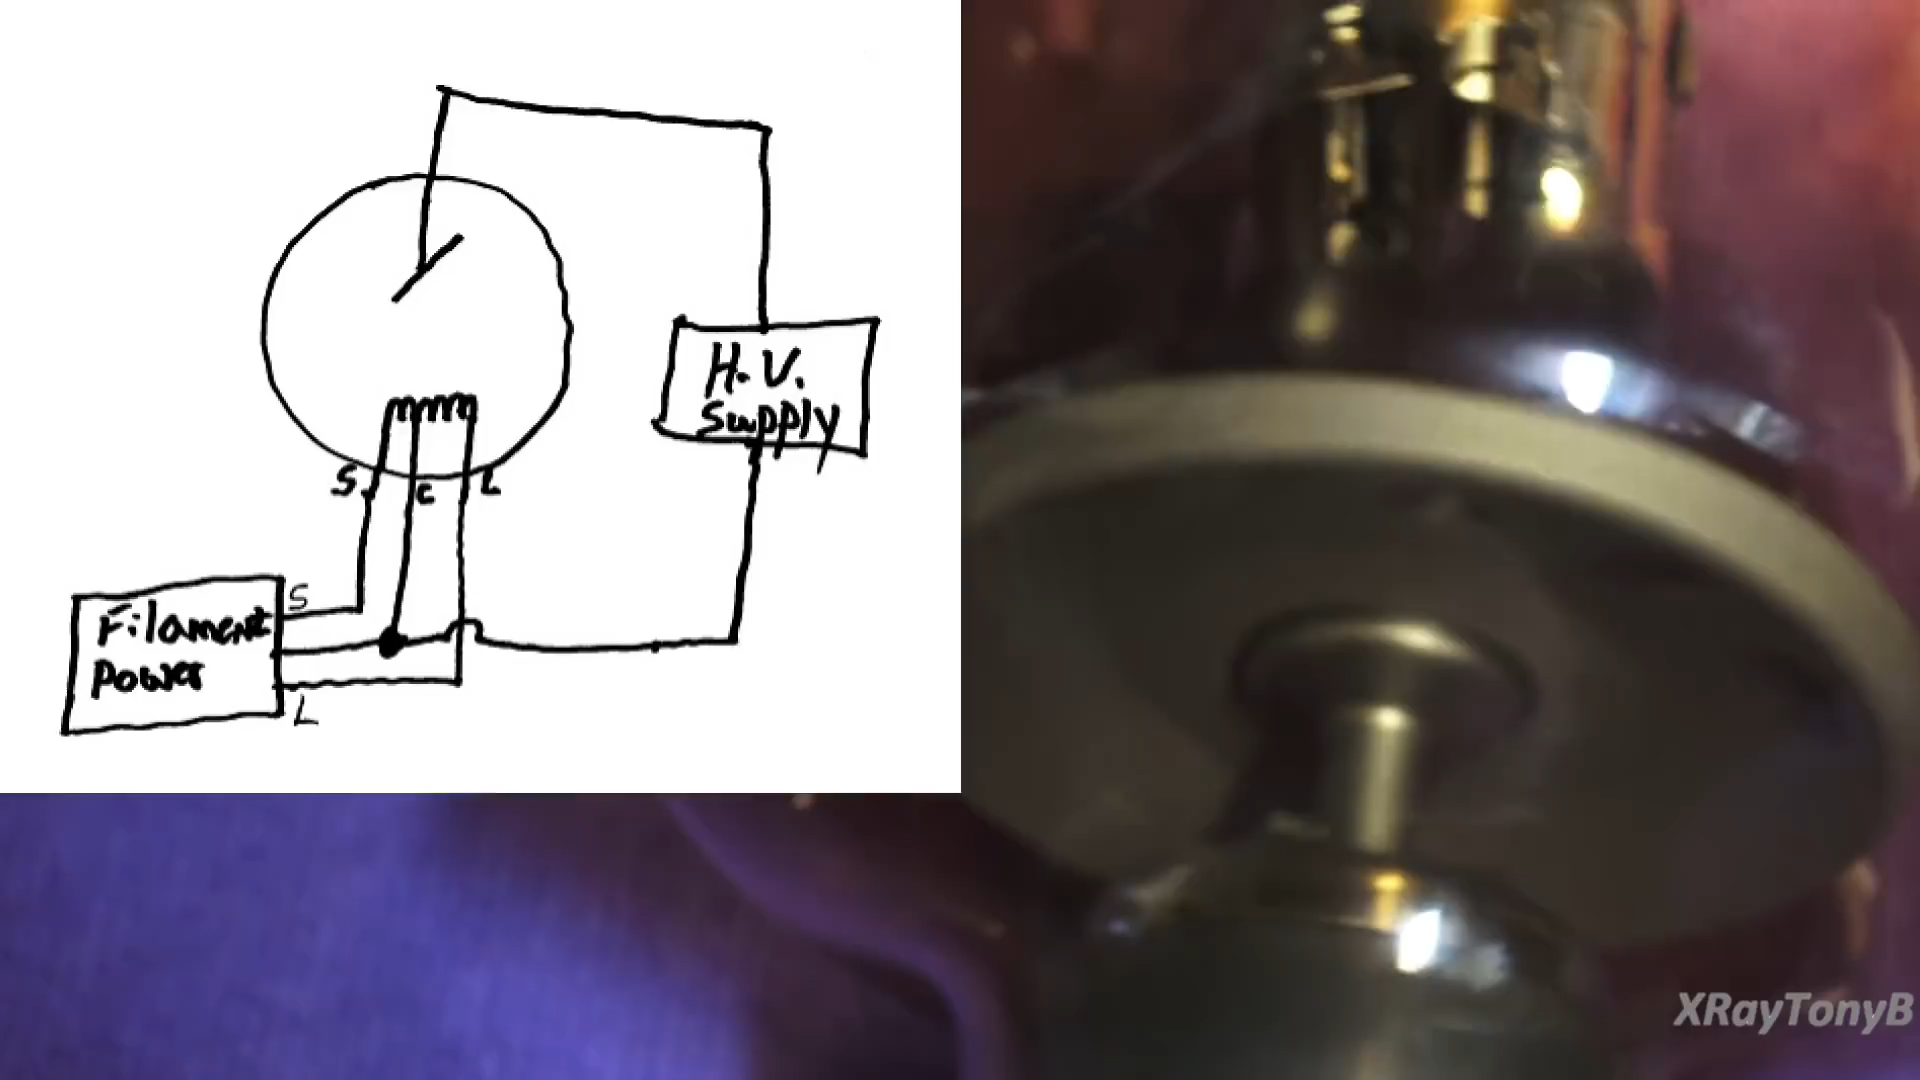 H.V.
Supply
S
C
L
S
Filament
Power
L
XRayTonyB